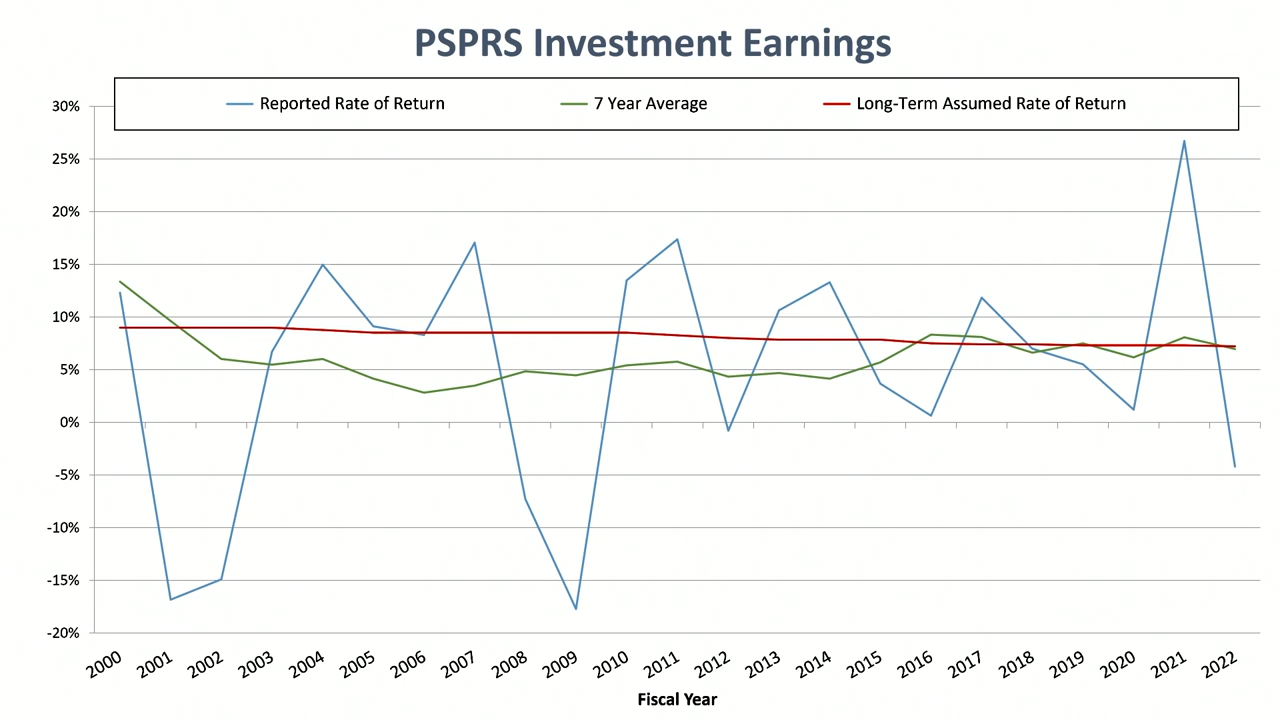 PSPRS Investment Earnings
Reported Rate of Return 7 Year Average Long-Term Assumed Rate of Return
30%
25%
20%
15%
10%
5%
0%
-5%
-10%
-15%
-20%
2000 2001 2002 2003 2004 2005 2006 2007 2008 2009 2010 2011 2012 2013 2014 2015 2016 2017 2018 2019 2020 2021 2022
Fiscal Year